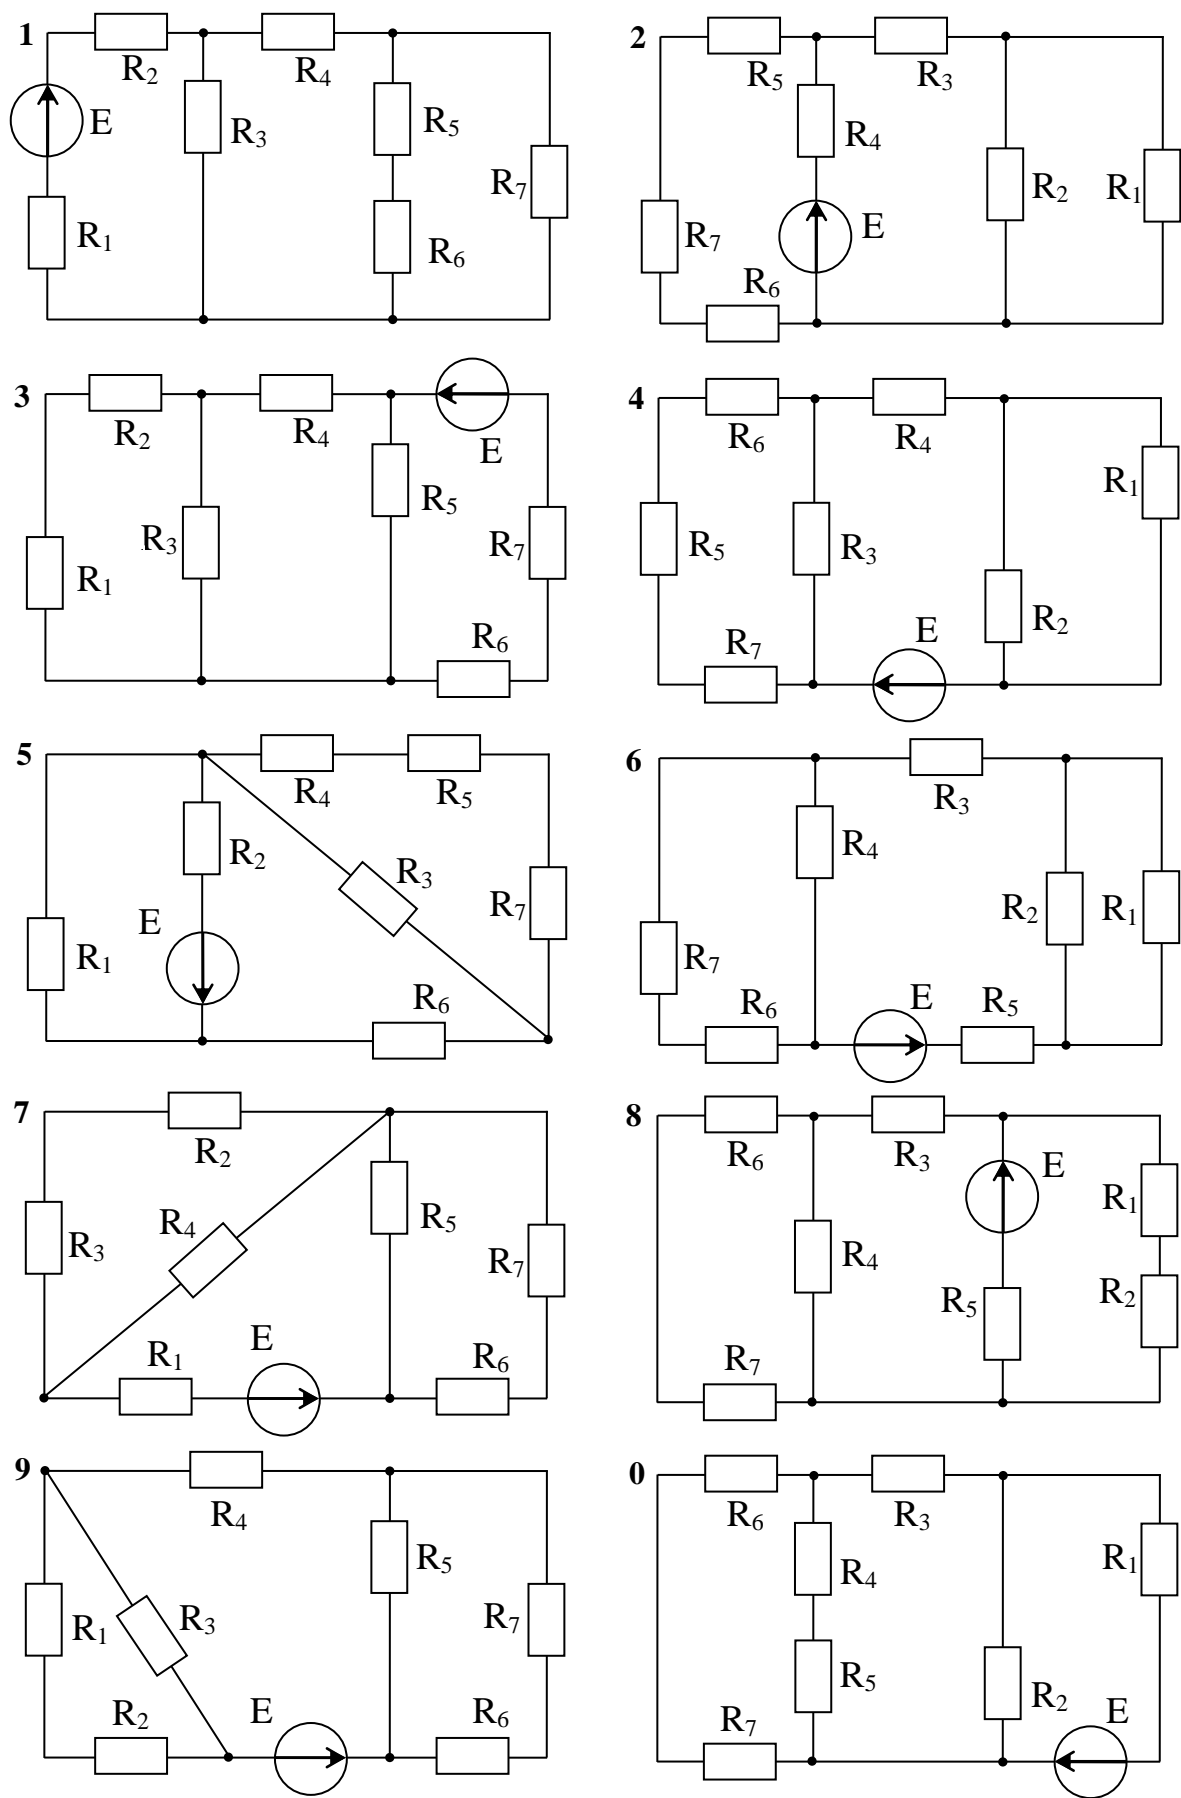 1 R2 R4 E R3 R5 R7 R1 R6
2 R5 R3 R4 R2 R1 R7 E R6
3 R2 R4 E R5 R3 R7 R1 R6
4 R6 R4 R1 R5 R3 R2 E R7
5 R4 R5 R2 R3 R7 E R1 R6
6 R3 R4 R2 R1 R7 R6 E R5
7 R2 R4 R5 R3 R7 R1 E R6
8 R6 R3 E R1 R4 R5 R2 R7
9 R4 R5 R1 R3 R7 R2 E R6
0 R6 R3 R1 R4 R5 R2 R7 E